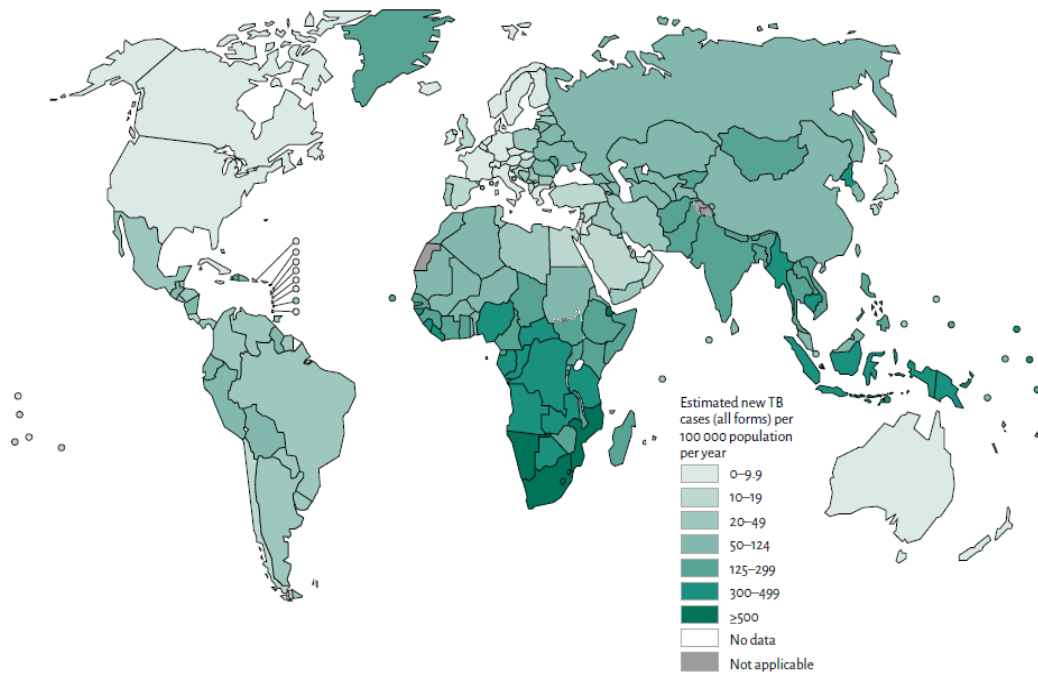 Estimated new TB
cases (all forms) per
100 000 population
per year
0–9.9
10–19
20–49
50–124
125–299
300–499
≥500
No data
Not applicable